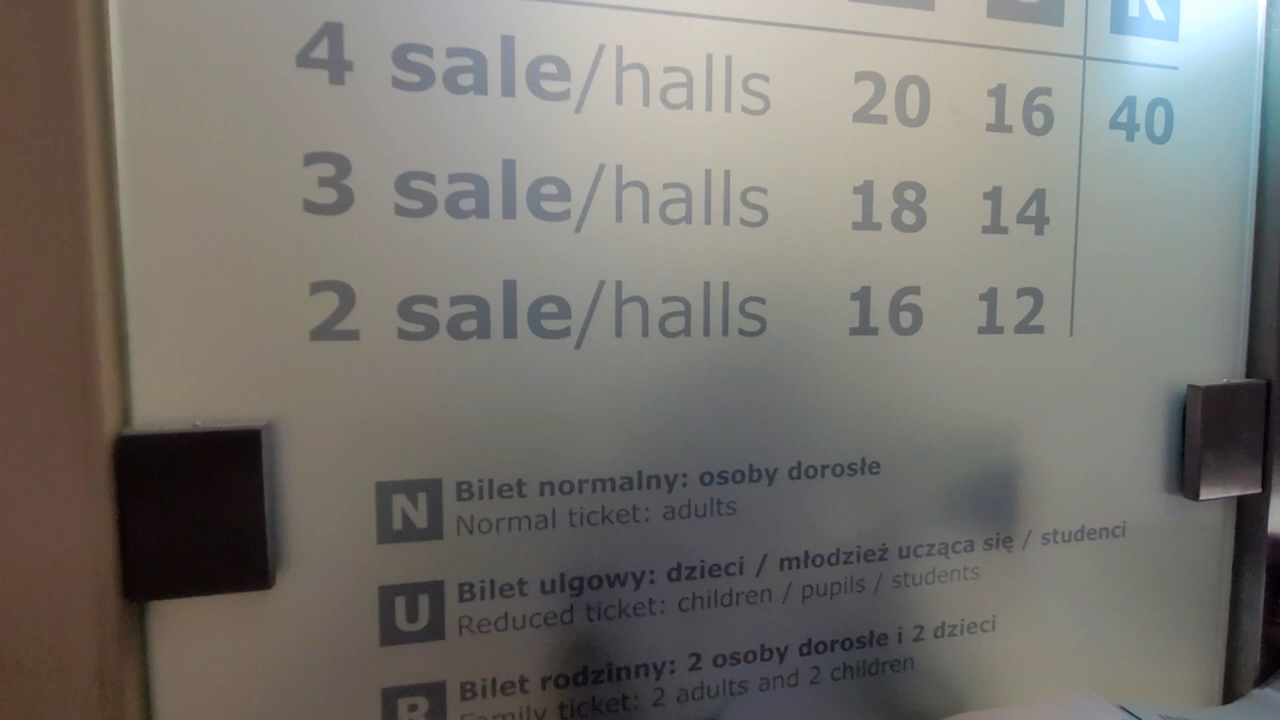 R
4 sale/halls 20 16 40
3 sale/halls 18 14
2 sale/halls 16 12
N Bilet normalny: osoby dorosłe
Normal ticket: adults
U Bilet ulgowy: dzieci / młodzież ucząca się / studenci
Reduced ticket: children / pupils / students
R Bilet rodzinny: 2 osoby dorosłe i 2 dzieci
Family ticket: 2 adults and 2 children